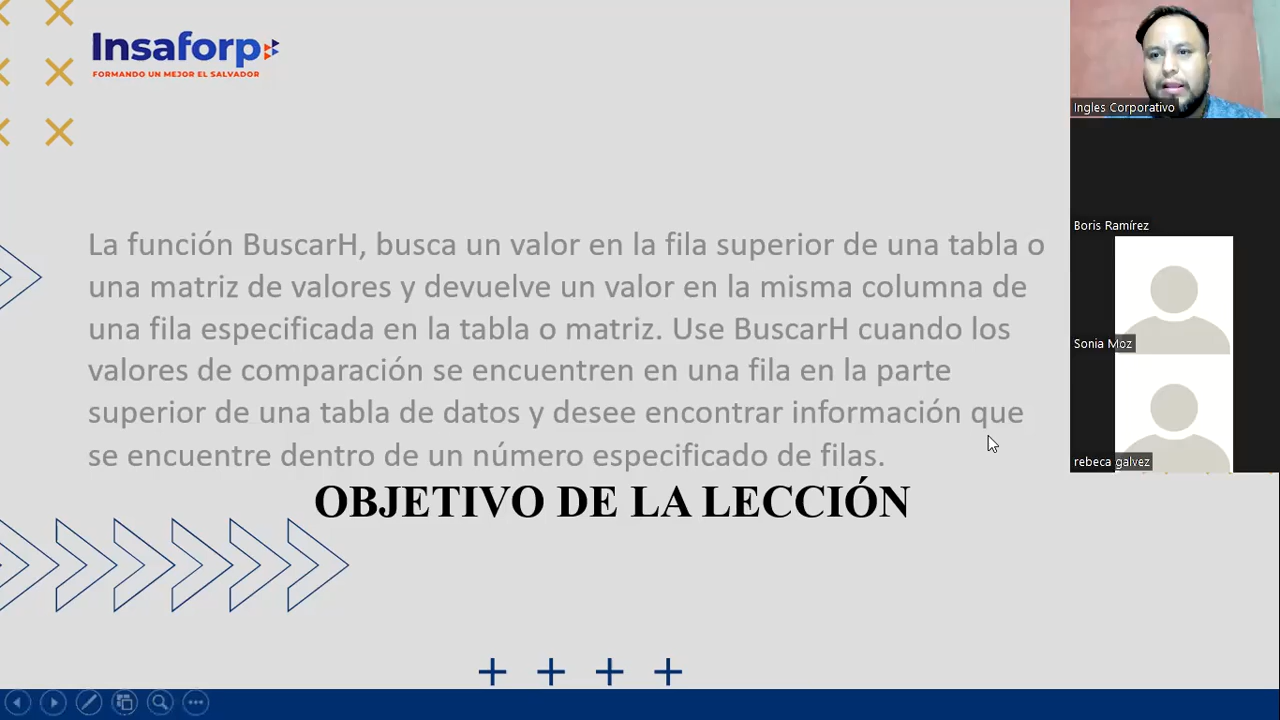 Insaforp
FORMANDO UN MEJOR EL SALVADOR
La función BuscarH, busca un valor en la fila superior de una tabla o
una matriz de valores y devuelve un valor en la misma columna de
una fila especificada en la tabla o matriz. Use BuscarH cuando los
valores de comparación se encuentren en una fila en la parte
superior de una tabla de datos y desee encontrar información que
se encuentre dentro de un número especificado de filas.
OBJETIVO DE LA LECCIÓN
Ingles Corporativo
Boris Ramírez
Sonia Moz
rebeca galvez